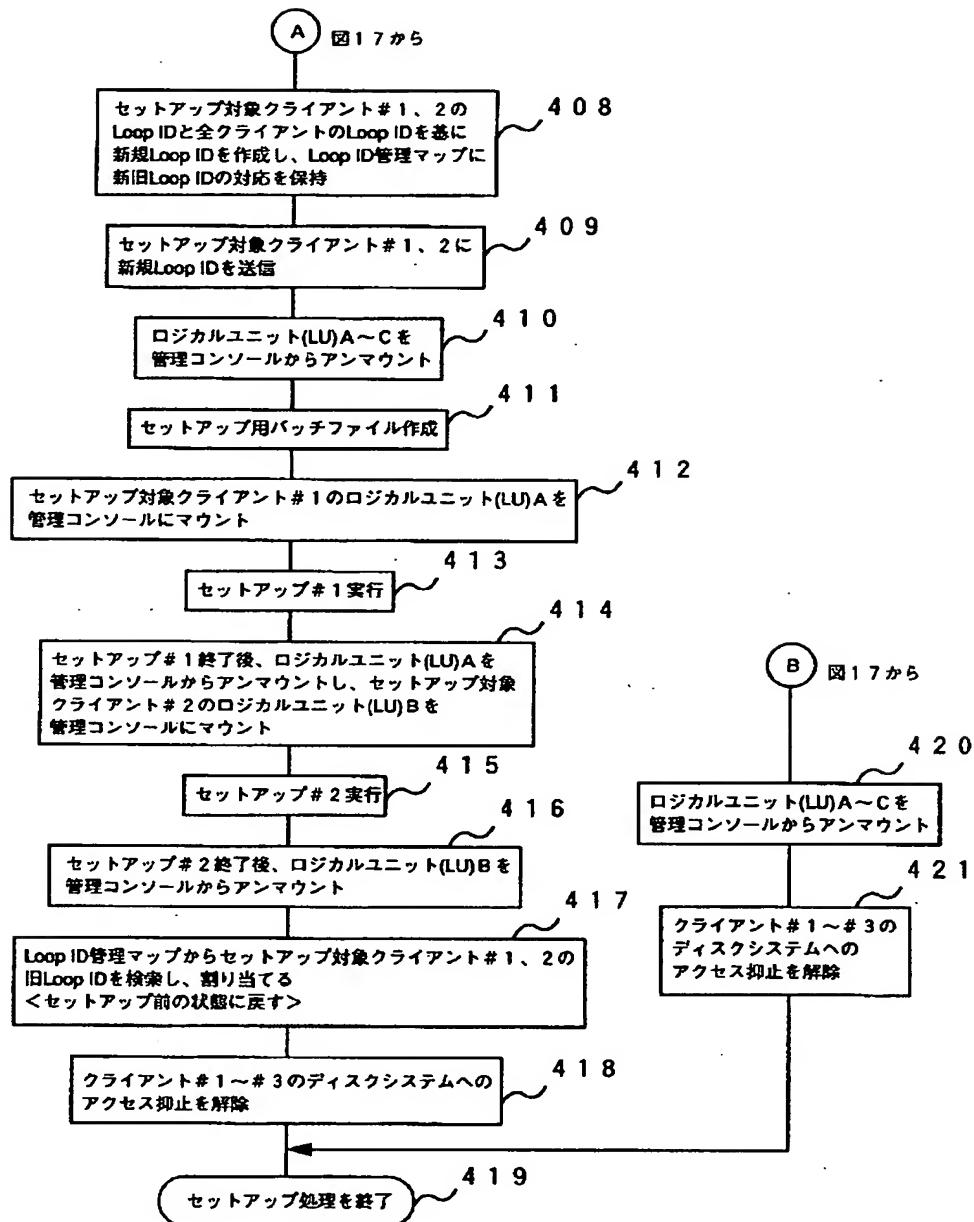 A
図17から
セットアップ対象クライアント#1、2の
Loop IDと全クライアントのLoop IDを基に
新規Loop IDを作成し、Loop ID管理マップに
新旧Loop IDの対応を保持
408
セットアップ対象クライアント#1、2に
新規Loop IDを送信
409
ロジカルユニット(LU)A~Cを
管理コンソールからアンマウント
410
セットアップ用バッチファイル作成
411
セットアップ対象クライアント#1のロジカルユニット(LU)Aを
管理コンソールにマウント
412
セットアップ#1実行
413
セットアップ#1終了後、ロジカルユニット(LU)Aを
管理コンソールからアンマウントし、セットアップ対象
クライアント#2のロジカルユニット(LU)Bを
管理コンソールにマウント
414
セットアップ#2実行
415
セットアップ#2終了後、ロジカルユニット(LU)Bを
管理コンソールからアンマウント
416
Loop ID管理マップからセットアップ対象クライアント#1、2の
旧Loop IDを検索し、割り当てる
<セットアップ前の状態に戻す>
417
クライアント#1~#3のディスクシステムへの
アクセス抑止を解除
418
セットアップ処理を終了
419
B
図17から
ロジカルユニット(LU)A~Cを
管理コンソールからアンマウント
420
クライアント#1~#3の
ディスクシステムへの
アクセス抑止を解除
421